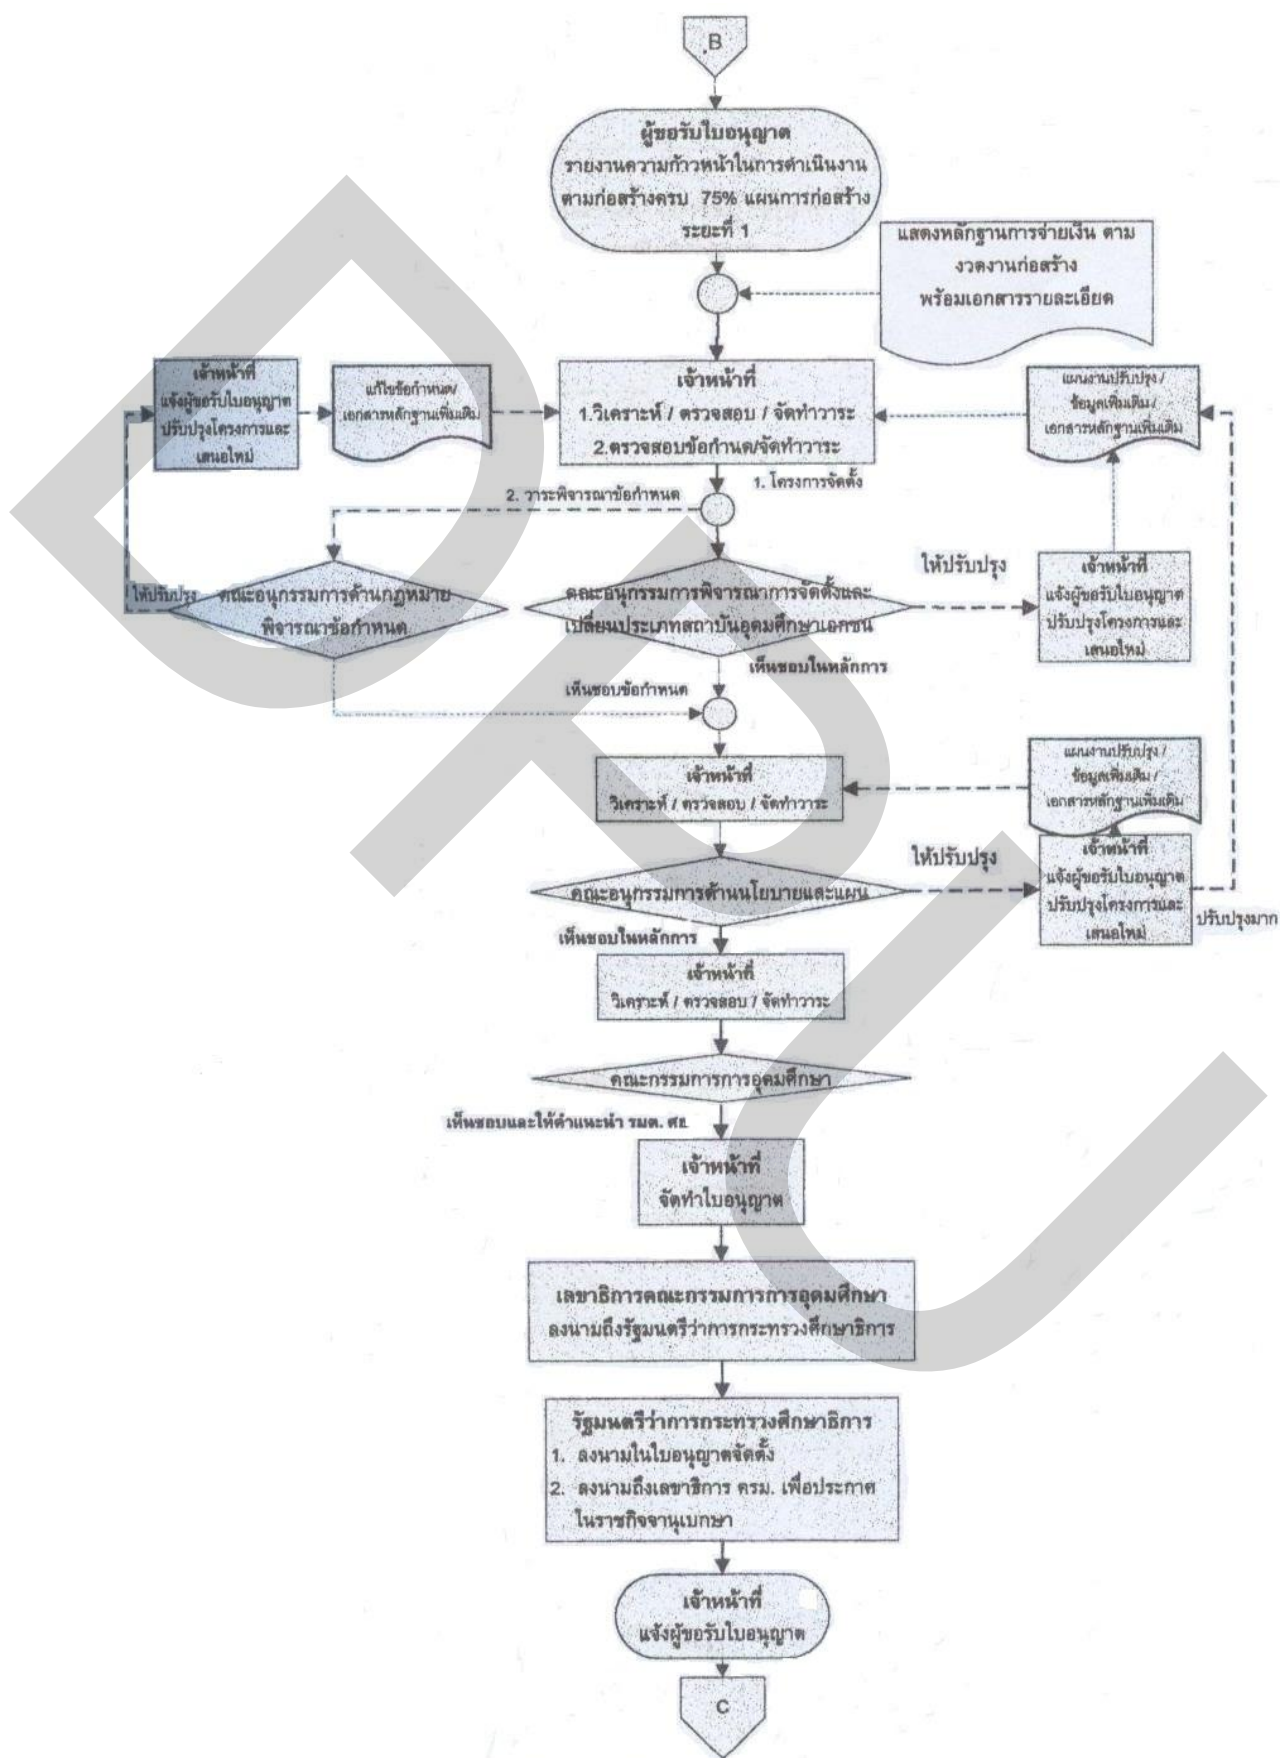 B
ผู้ขอรับใบอนุญาต
รายงานความก้าวหน้าในการดำเนินงาน
ตามก่อสร้างครบ 75% แผนการก่อสร้าง
ระยะที่ 1
แสดงหลักฐานการจ่ายเงิน ตาม
งวดงานก่อสร้าง
พร้อมเอกสารรายละเอียด
เจ้าหน้าที่
แจ้งผู้ขอรับใบอนุญาต
ปรับปรุงโครงการและ
เสนอใหม่
แก้ไขข้อกำหนด/
เอกสารหลักฐานเพิ่มเติม
เจ้าหน้าที่
1.วิเคราะห์ / ตรวจสอบ / จัดทำวาระ
2.ตรวจสอบข้อกำนด/จัดทำวาระ
แผนงานปรับปรุง /
ข้อมูลเพิ่มเติม /
เอกสารหลักฐานเพิ่มเติม
2. วาระพิจารณาข้อกำหนด
1. โครงการจัดตั้ง
ให้ปรับปรุง
คณะอนุกรรมการด้านกฎหมาย
พิจารณาข้อกำหนด
คณะอนุกรรมการพิจารณาการจัดตั้งและ
เปลี่ยนประเภทสถาบันอุดมศึกษาเอกชน
ให้ปรับปรุง
เจ้าหน้าที่
แจ้งผู้ขอรับใบอนุญาต
ปรับปรุงโครงการและ
เสนอใหม่
เห็นชอบในหลักการ
เห็นชอบข้อกำหนด
เจ้าหน้าที่
วิเคราะห์ / ตรวจสอบ / จัดทำวาระ
แผนงานปรับปรุง /
ข้อมูลเพิ่มเติม /
เอกสารหลักฐานเพิ่มเติม
คณะอนุกรรมการด้านนโยบายและแผน
ให้ปรับปรุง
เจ้าหน้าที่
แจ้งผู้ขอรับใบอนุญาต
ปรับปรุงโครงการและ
เสนอใหม่
ปรับปรุงมาก
เห็นชอบในหลักการ
เจ้าหน้าที่
วิเคราะห์ / ตรวจสอบ / จัดทำวาระ
คณะกรรมการการอุดมศึกษา
เห็นชอบและให้คำแนะนำ รมต. ศธ.
เจ้าหน้าที่
จัดทำใบอนุญาต
เลขาธิการคณะกรรมการการอุดมศึกษา
ลงนามถึงรัฐมนตรีว่าการกระทรวงศึกษาธิการ
รัฐมนตรีว่าการกระทรวงศึกษาธิการ
1. ลงนามในใบอนุญาตจัดตั้ง
2. ลงนามถึงเลขาธิการ ครม. เพื่อประกาศ
ในราชกิจจานุเบกษา
เจ้าหน้าที่
แจ้งผู้ขอรับใบอนุญาต
C
DPU